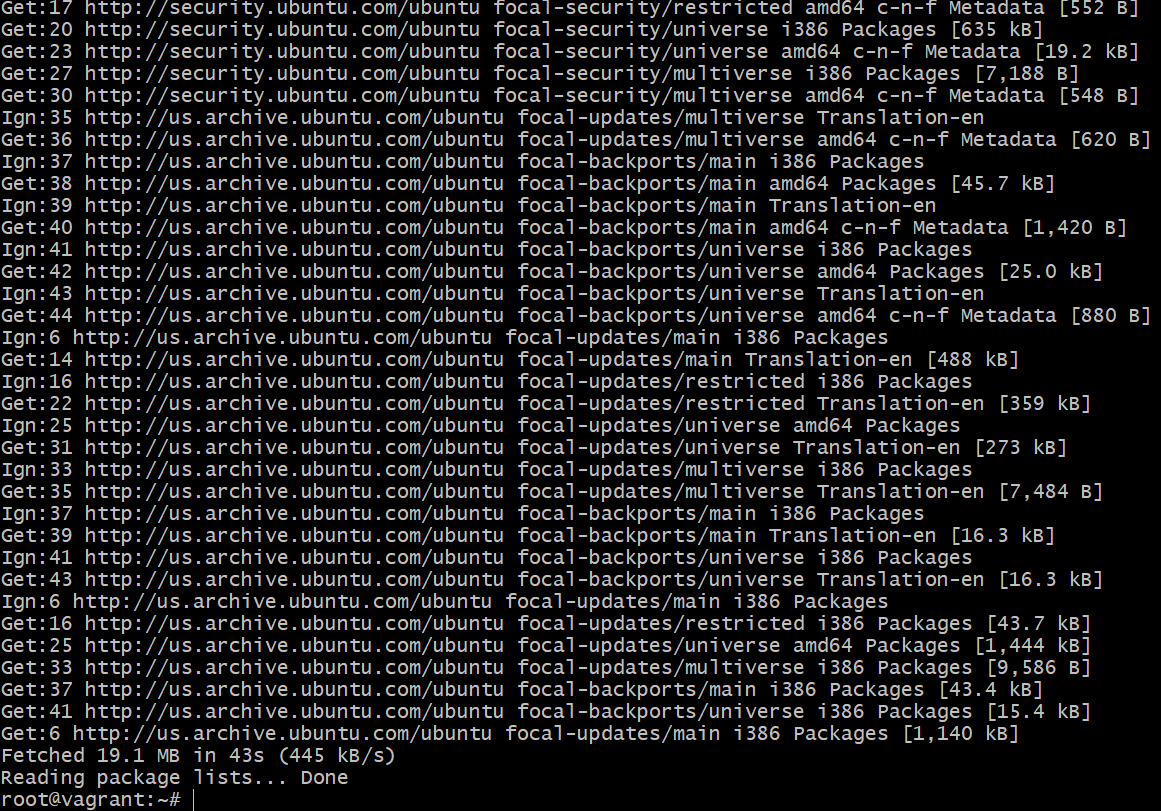 Get:17 http://security.ubuntu.com/ubuntu focal-security/restricted amd64 c-n-f Metadata [552 B]
Get:20 http://security.ubuntu.com/ubuntu focal-security/universe i386 Packages [635 kB]
Get:23 http://security.ubuntu.com/ubuntu focal-security/universe amd64 c-n-f Metadata [19.2 kB]
Get:27 http://security.ubuntu.com/ubuntu focal-security/multiverse i386 Packages [7,188 B]
Get:30 http://security.ubuntu.com/ubuntu focal-security/multiverse amd64 c-n-f Metadata [548 B]
Ign:35 http://us.archive.ubuntu.com/ubuntu focal-updates/multiverse Translation-en
Get:36 http://us.archive.ubuntu.com/ubuntu focal-updates/multiverse amd64 c-n-f Metadata [620 B]
Ign:37 http://us.archive.ubuntu.com/ubuntu focal-backports/main i386 Packages
Get:38 http://us.archive.ubuntu.com/ubuntu focal-backports/main amd64 Packages [45.7 kB]
Ign:39 http://us.archive.ubuntu.com/ubuntu focal-backports/main Translation-en
Get:40 http://us.archive.ubuntu.com/ubuntu focal-backports/main amd64 c-n-f Metadata [1,420 B]
Ign:41 http://us.archive.ubuntu.com/ubuntu focal-backports/universe i386 Packages
Get:42 http://us.archive.ubuntu.com/ubuntu focal-backports/universe amd64 Packages [25.0 kB]
Ign:43 http://us.archive.ubuntu.com/ubuntu focal-backports/universe Translation-en
Get:44 http://us.archive.ubuntu.com/ubuntu focal-backports/universe amd64 c-n-f Metadata [880 B]
Ign:6 http://us.archive.ubuntu.com/ubuntu focal-updates/main i386 Packages
Get:14 http://us.archive.ubuntu.com/ubuntu focal-updates/main Translation-en [488 kB]
Ign:16 http://us.archive.ubuntu.com/ubuntu focal-updates/restricted i386 Packages
Get:22 http://us.archive.ubuntu.com/ubuntu focal-updates/restricted Translation-en [359 kB]
Ign:25 http://us.archive.ubuntu.com/ubuntu focal-updates/universe amd64 Packages
Get:31 http://us.archive.ubuntu.com/ubuntu focal-updates/universe Translation-en [273 kB]
Ign:33 http://us.archive.ubuntu.com/ubuntu focal-updates/multiverse i386 Packages
Get:35 http://us.archive.ubuntu.com/ubuntu focal-updates/multiverse Translation-en [7,484 B]
Ign:37 http://us.archive.ubuntu.com/ubuntu focal-backports/main i386 Packages
Get:39 http://us.archive.ubuntu.com/ubuntu focal-backports/main Translation-en [16.3 kB]
Ign:41 http://us.archive.ubuntu.com/ubuntu focal-backports/universe i386 Packages
Get:43 http://us.archive.ubuntu.com/ubuntu focal-backports/universe Translation-en [16.3 kB]
Ign:6 http://us.archive.ubuntu.com/ubuntu focal-updates/main i386 Packages
Get:16 http://us.archive.ubuntu.com/ubuntu focal-updates/restricted i386 Packages [43.7 kB]
Get:25 http://us.archive.ubuntu.com/ubuntu focal-updates/universe amd64 Packages [1,444 kB]
Get:33 http://us.archive.ubuntu.com/ubuntu focal-updates/multiverse i386 Packages [9,586 B]
Get:37 http://us.archive.ubuntu.com/ubuntu focal-backports/main i386 Packages [43.4 kB]
Get:41 http://us.archive.ubuntu.com/ubuntu focal-backports/universe i386 Packages [15.4 kB]
Get:6 http://us.archive.ubuntu.com/ubuntu focal-updates/main i386 Packages [1,140 kB]
Fetched 19.1 MB in 43s (445 kB/s)
Reading package lists... Done
root@vagrant:~#